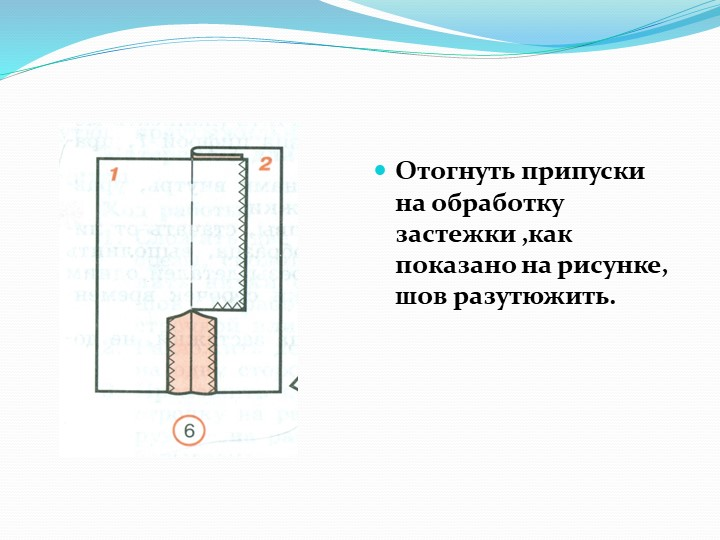 1
2
6
• Отогнуть припуски
на обработку
застежки ,как
показано на рисунке,
шов разутюжить.